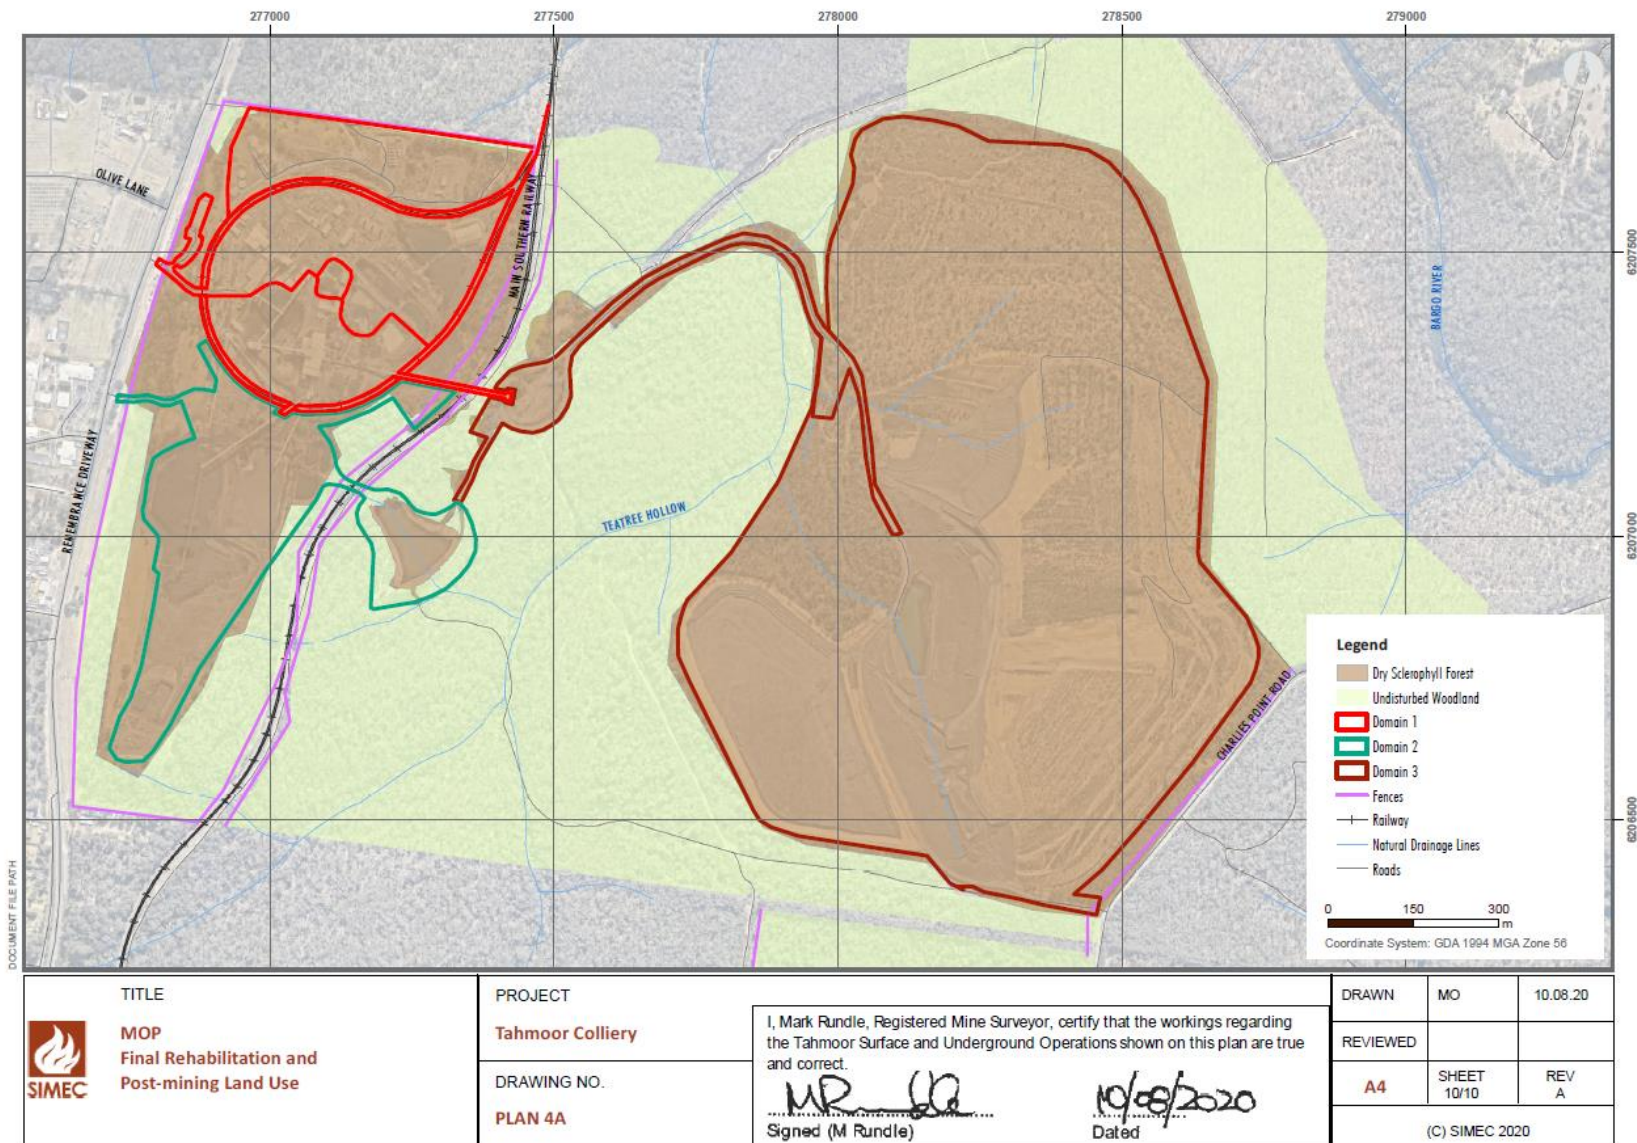 277000
277500
278000
278500
279000
OLIVE LANE
MAIN SOUTHERN RAILWAY
6207500
BARGO RIVER
REMEMBRANCE DRIVEWAY
TEATREE HOLLOW
6207000
CHARLIES POINT ROAD
6206500
Legend
Dry Sclerophyll Forest
Undisturbed Woodland
Domain 1
Domain 2
Domain 3
Fences
Railway
Natural Drainage Lines
Roads
0 150 300
m
Coordinate System: GDA 1994 MGA Zone 56
DOCUMENT FILE PATH
SIMEC
TITLE
MOP
Final Rehabilitation and
Post-mining Land Use
PROJECT
Tahmoor Colliery
DRAWING NO.
PLAN 4A
I, Mark Rundle, Registered Mine Surveyor, certify that the workings regarding
the Tahmoor Surface and Underground Operations shown on this plan are true
and correct.
10/08/2020
Signed (M Rundle) Dated
DRAWN MO 10.08.20
REVIEWED
A4 SHEET REV
10/10 A
(C) SIMEC 2020